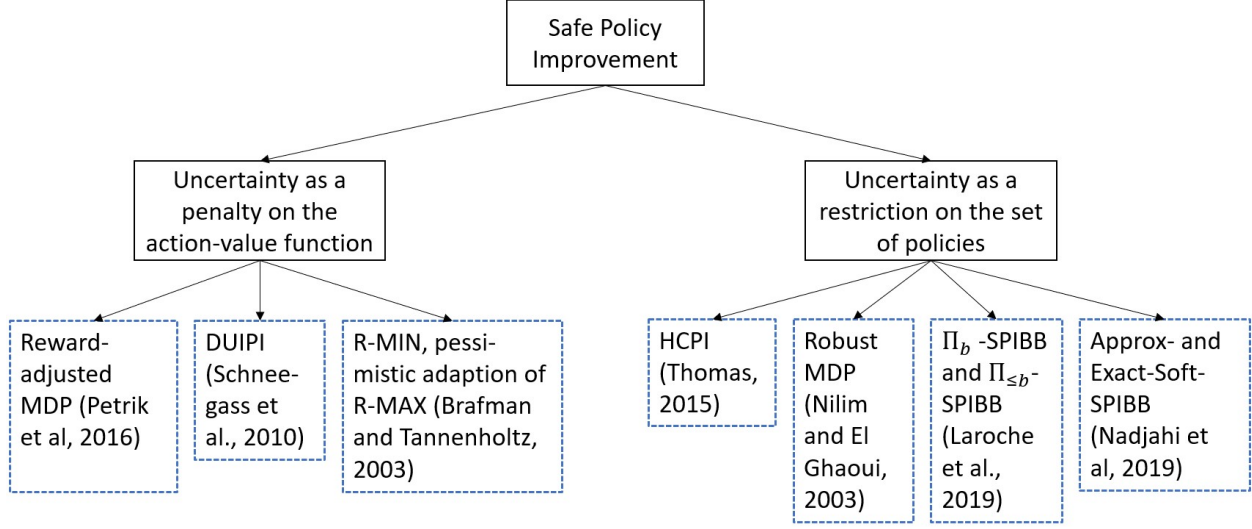 Safe Policy
Improvement
Uncertainty as a
penalty on the
action-value function
Uncertainty as a
restriction on the set
of policies
Reward-
adjusted
MDP (Petrik
et al, 2016)
DUIPI
(Schnee-
gass et
al., 2010)
R-MIN, pessi-
mistic adaption of
R-MAX (Brafman
and Tannenholtz,
2003)
HCPI
(Thomas,
2015)
Robust
MDP
(Nilim
and El
Ghaoui,
2003)
Π_b -SPIBB
and Π_≤b-
SPIBB
(Laroche
et al.,
2019)
Approx- and
Exact-Soft-
SPIBB
(Nadjahi et
al, 2019)